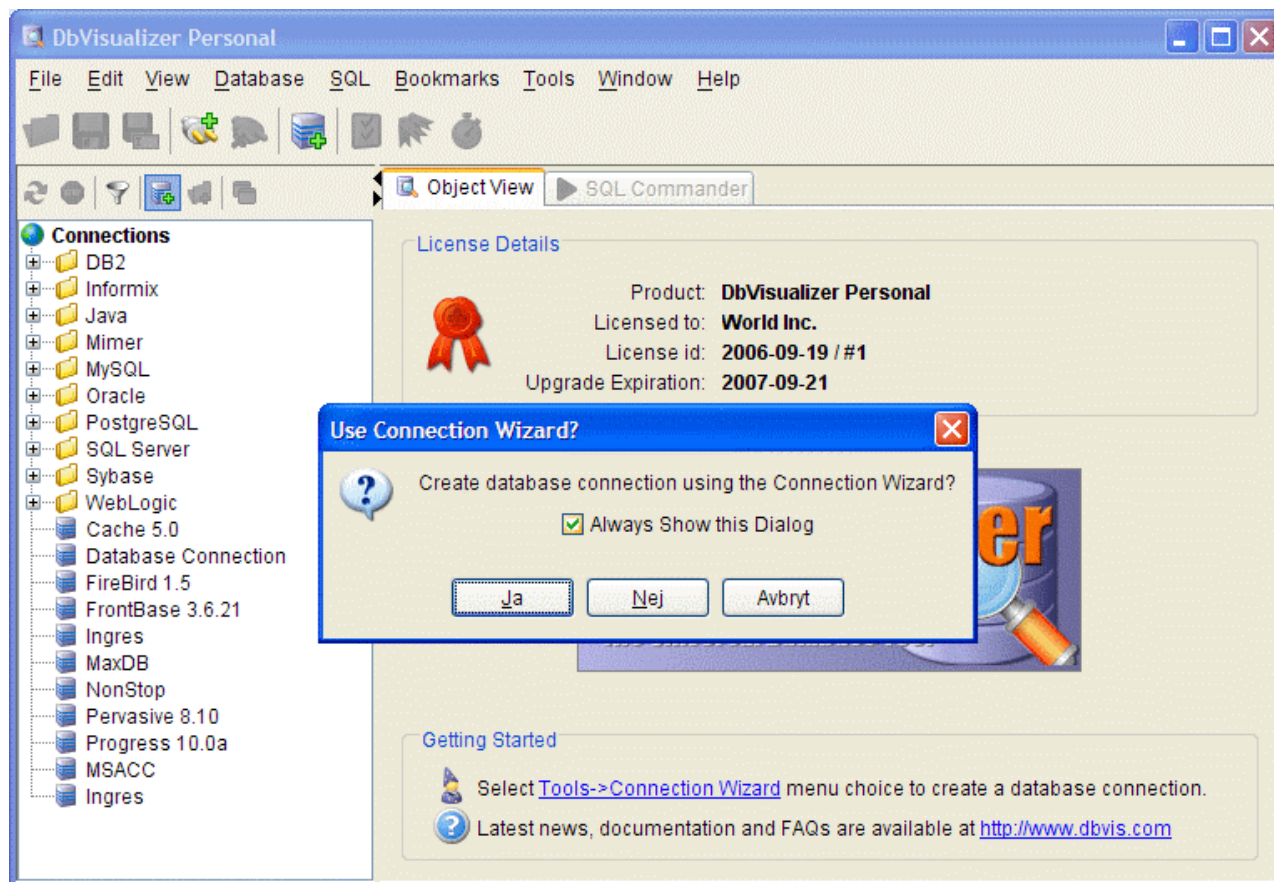 DbVisualizer Personal
File Edit View Database SQL Bookmarks Tools Window Help
Object View SQL Commander
Connections
DB2
Informix
Java
Mimer
MySQL
Oracle
PostgreSQL
SQL Server
Sybase
WebLogic
Cache 5.0
Database Connection
FireBird 1.5
FrontBase 3.6.21
Ingres
MaxDB
NonStop
Pervasive 8.10
Progress 10.0a
MSACC
Ingres
License Details
Product: DbVisualizer Personal
Licensed to: World Inc.
License id: 2006-09-19 / #1
Upgrade Expiration: 2007-09-21
Use Connection Wizard?
Create database connection using the Connection Wizard?
Always Show this Dialog
Ja Nej Avbryt
Getting Started
Select Tools->Connection Wizard menu choice to create a database connection.
Latest news, documentation and FAQs are available at http://www.dbvis.com